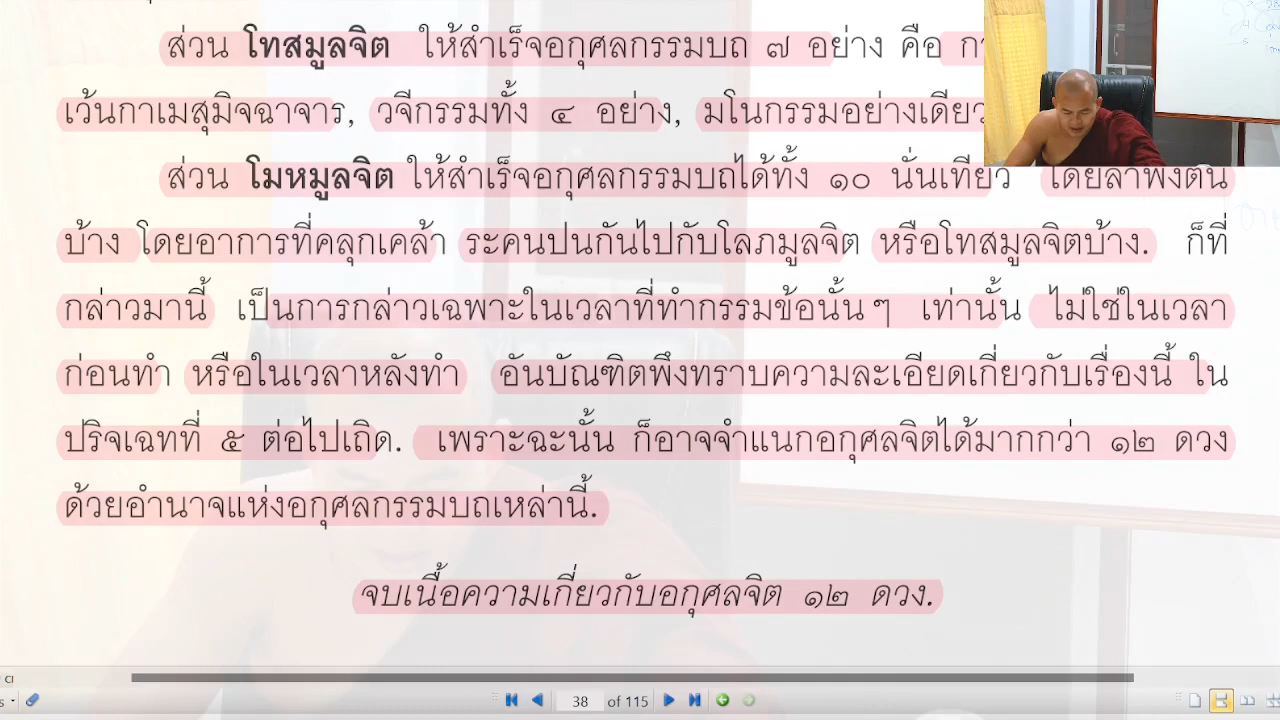 ส่วน โทสมูลจิต ให้สำเร็จอกุศลกรรมบถ ๗ อย่าง คือ
เว้นกาเมสุมิจฉาจาร, วจีกรรมทั้ง ๔ อย่าง, มโนกรรมอย่างเดียว
ส่วน โมหมูลจิต ให้สำเร็จอกุศลกรรมบถได้ทั้ง ๑๐ นั่นเทียว โดยลำพังตน
บ้าง โดยอาการที่คลุกเคล้า ระคนปนกันไปกับโลภมูลจิต หรือโทสมูลจิตบ้าง. ก็ที่
กล่าวมานี้ เป็นการกล่าวเฉพาะในเวลาที่ทำกรรมข้อนั้นๆ เท่านั้น ไม่ใช่ในเวลา
ก่อนทำ หรือในเวลาหลังทำ อันบัณฑิตพึงทราบความละเอียดเกี่ยวกับเรื่องนี้ ใน
ปริจเฉทที่ ๕ ต่อไปเถิด. เพราะฉะนั้น ก็อาจจำแนกอกุศลจิตได้มากกว่า ๑๒ ดวง
ด้วยอำนาจแห่งอกุศลกรรมบถเหล่านี้.
จบเนื้อความเกี่ยวกับอกุศลจิต ๑๒ ดวง.
38 of 115